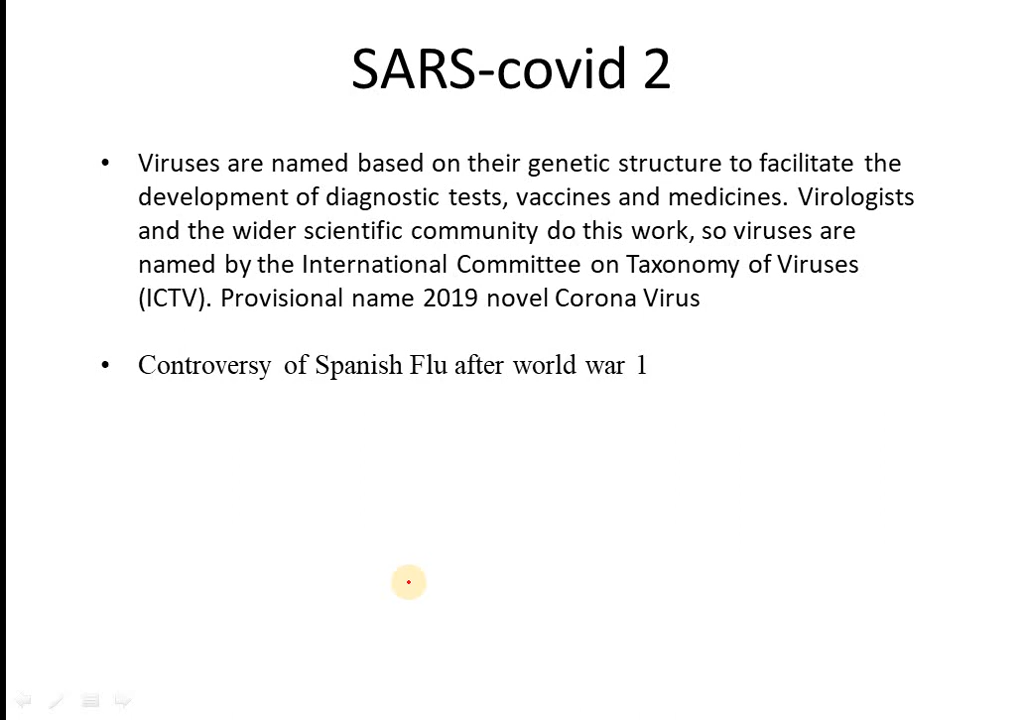 SARS-covid 2
• Viruses are named based on their genetic structure to facilitate the
development of diagnostic tests, vaccines and medicines. Virologists
and the wider scientific community do this work, so viruses are
named by the International Committee on Taxonomy of Viruses
(ICTV). Provisional name 2019 novel Corona Virus
• Controversy of Spanish Flu after world war 1